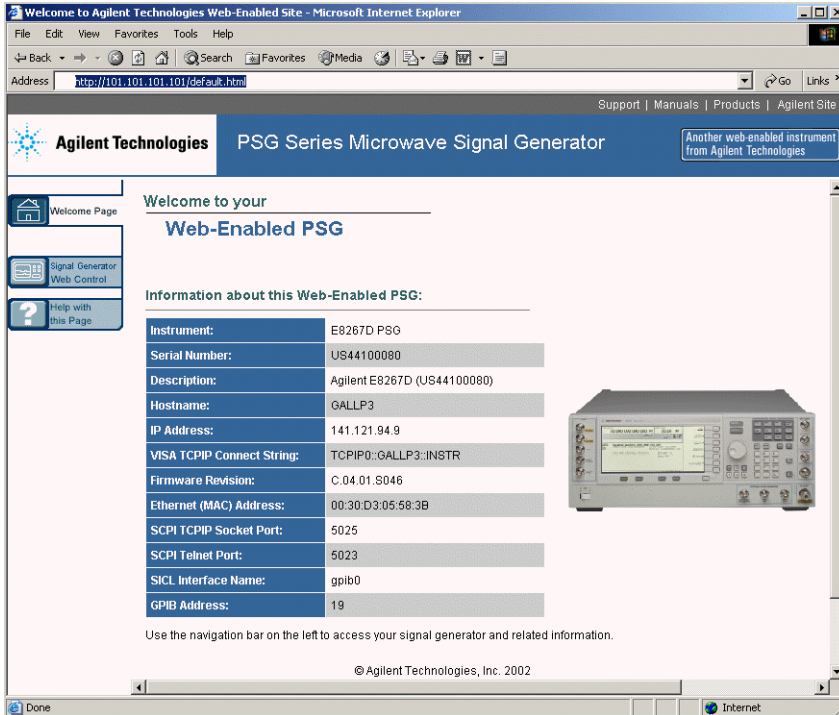 Welcome to Agilent Technologies Web-Enabled Site - Microsoft Internet Explorer
File Edit View Favorites Tools Help
Back Search Favorites Media
Address http://101.101.101.101/default.html Go Links
Support | Manuals | Products | Agilent Site
Agilent Technologies PSG Series Microwave Signal Generator
Another web-enabled instrument
from Agilent Technologies
Welcome Page
Signal Generator
Web Control
Help with
this Page
Welcome to your
Web-Enabled PSG
Information about this Web-Enabled PSG:
Instrument: E8267D PSG
Serial Number: US44100080
Description: Agilent E8267D (US44100080)
Hostname: GALLP3
IP Address: 141.121.94.9
VISA TCPIP Connect String: TCPIP0::GALLP3::INSTR
Firmware Revision: C.04.01.S046
Ethernet (MAC) Address: 00:30:D3:05:58:3B
SCPI TCPIP Socket Port: 5025
SCPI Telnet Port: 5023
SICL Interface Name: gpib0
GPIB Address: 19
Use the navigation bar on the left to access your signal generator and related information.
© Agilent Technologies, Inc. 2002
Done Internet